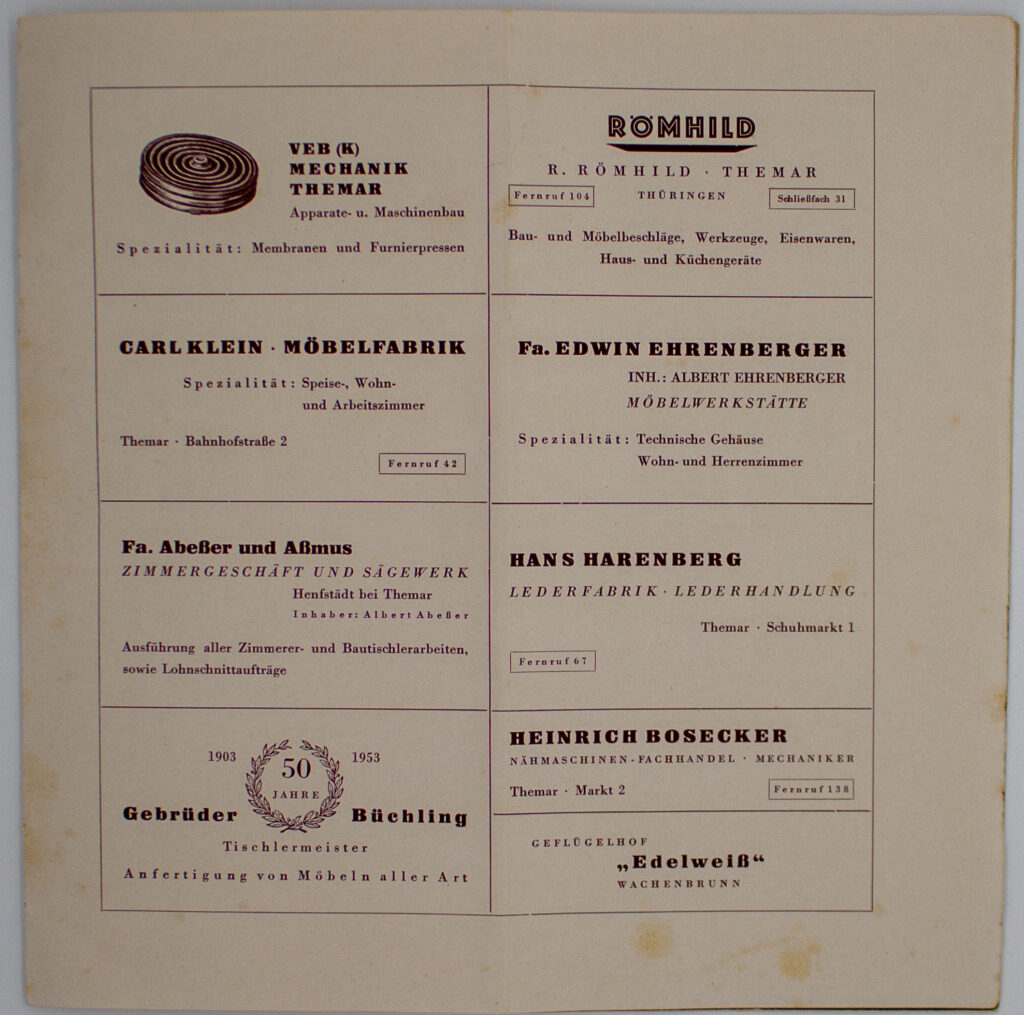 VEB (K)
MECHANIK
THEMAR
Apparate- u. Maschinenbau
Spezialität: Membranen und Furnierpressen
RÖMHILD
R. RÖMHILD · THEMAR
Fernruf 104
THÜRINGEN
Schließfach 31
Bau- und Möbelbeschläge, Werkzeuge, Eisenwaren,
Haus- und Küchengeräte
CARL KLEIN · MÖBELFABRIK
Spezialität: Speise-, Wohn-
und Arbeitszimmer
Themar · Bahnhofstraße 2
Fernruf 42
Fa. EDWIN EHRENBERGER
INH.: ALBERT EHRENBERGER
MÖBELWERKSTÄTTE
Spezialität: Technische Gehäuse
Wohn- und Herrenzimmer
Fa. Abeßer und Aßmus
ZIMMERGESCHÄFT UND SÄGEWERK
Henfstädt bei Themar
Inhaber: Albert Abeßer
Ausführung aller Zimmerer- und Bautischlerarbeiten,
sowie Lohnschnittaufträge
HANS HARENBERG
LEDERFABRIK · LEDERHANDLUNG
Themar · Schuhmarkt 1
Fernruf 67
1903
50
JAHRE
1953
Gebrüder Büchling
Tischlermeister
Anfertigung von Möbeln aller Art
HEINRICH BOSECKER
NÄHMASCHINEN-FACHHANDEL · MECHANIKER
Themar · Markt 2
Fernruf 138
GEFLÜGELHOF
„Edelweiß“
WACHENBRUNN